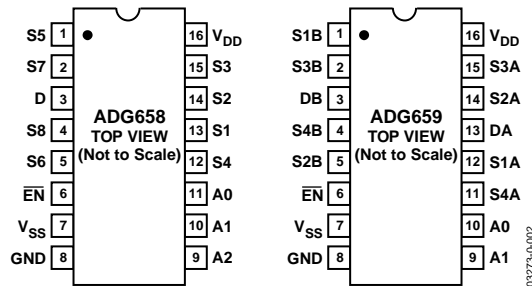 S5 1 16 VDD
S7 2 15 S3
D 3 14 S2
S8 4 13 S1
S6 5 12 S4
EN 6 11 A0
VSS 7 10 A1
GND 8 9 A2
ADG658
TOP VIEW
(Not to Scale)
S1B 1 16 VDD
S3B 2 15 S3A
DB 3 14 S2A
S4B 4 13 DA
S2B 5 12 S1A
EN 6 11 S4A
VSS 7 10 A0
GND 8 9 A1
ADG659
TOP VIEW
(Not to Scale)
03273-0-002